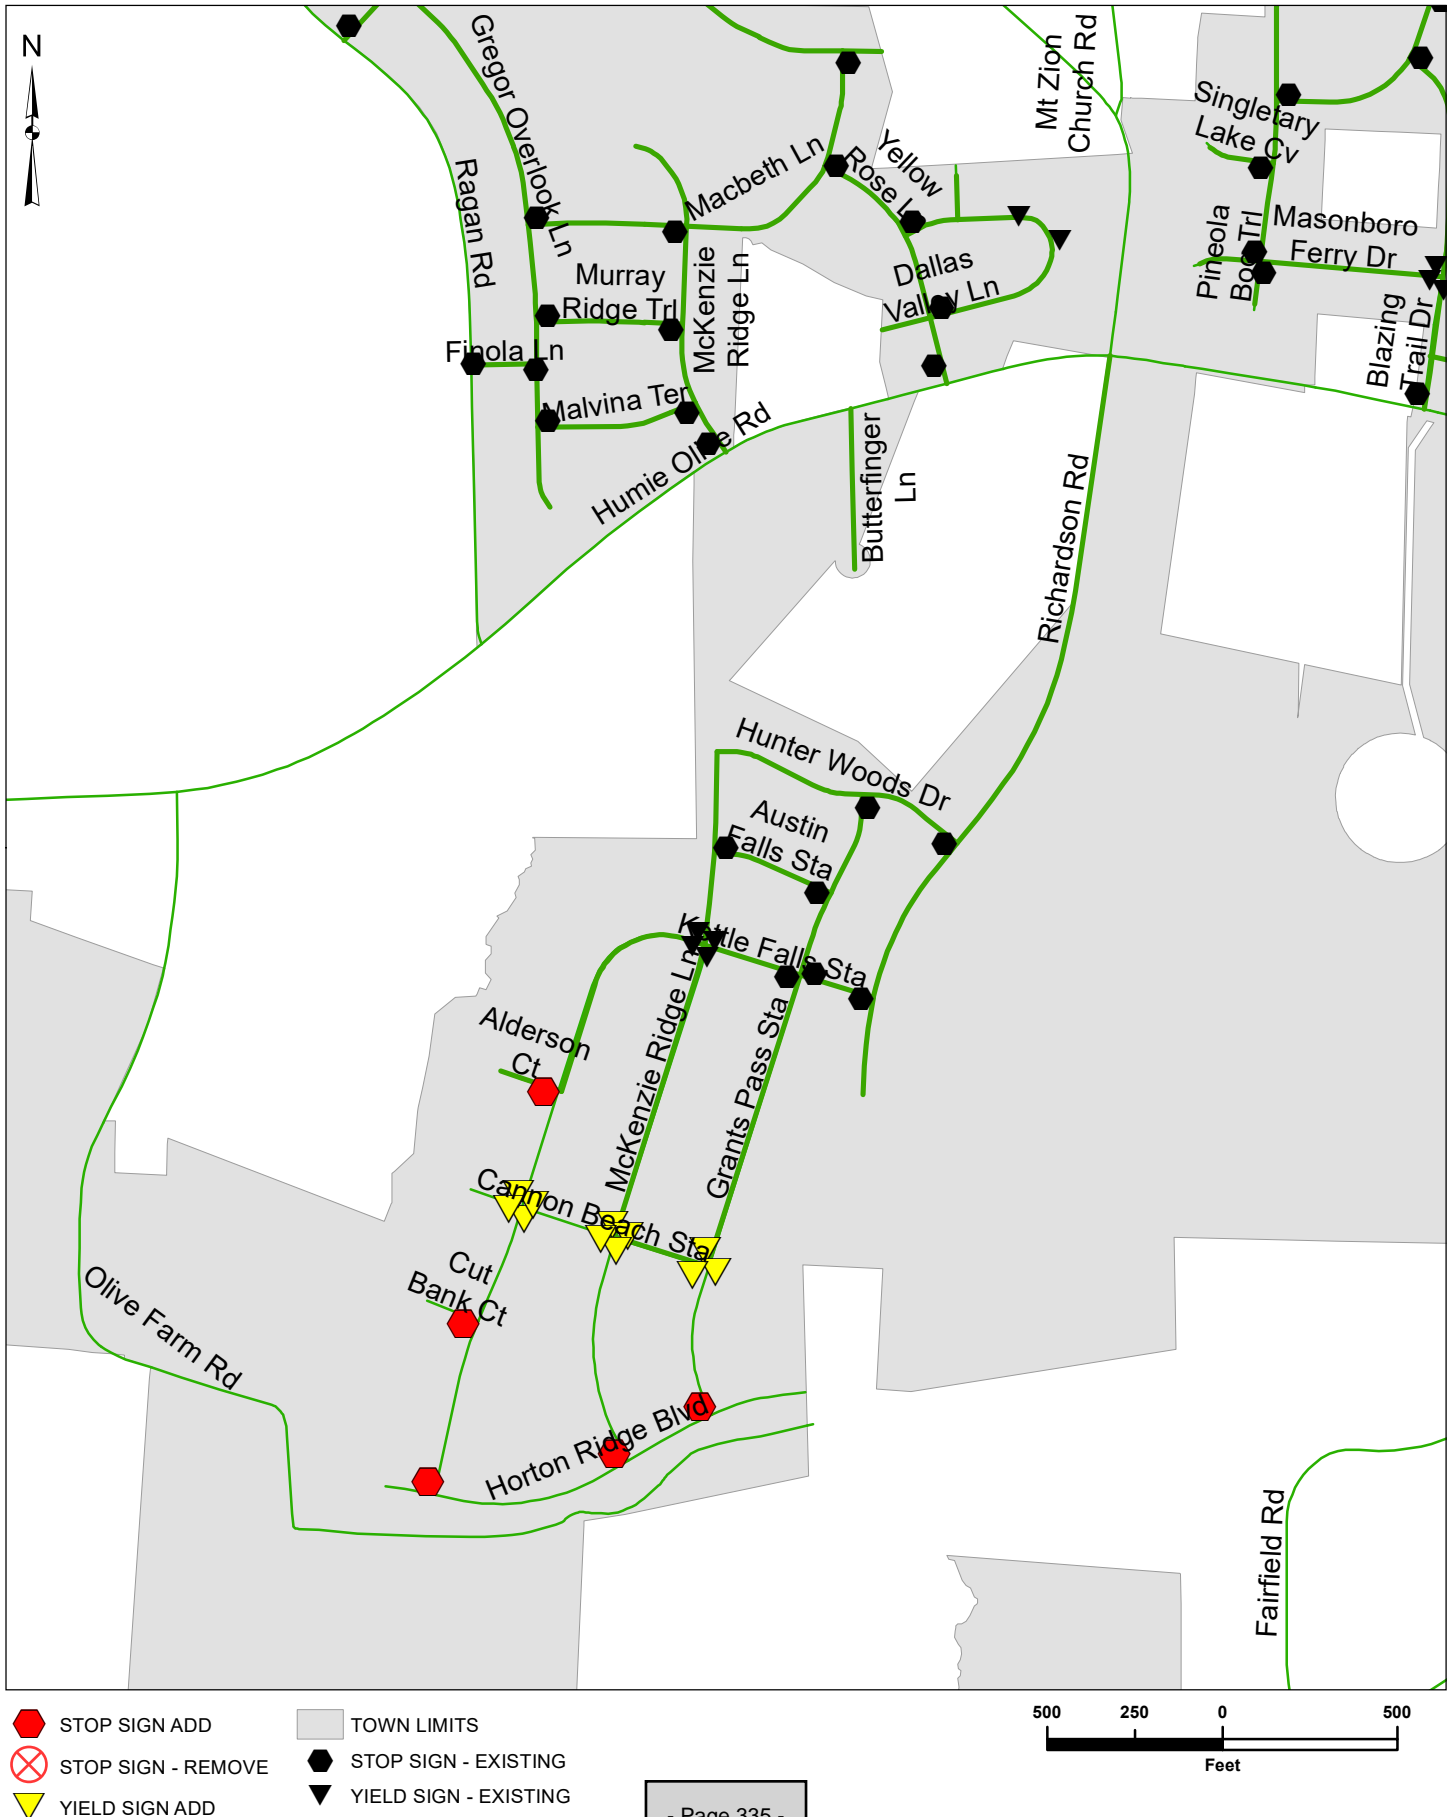 N
Gregor Overlook Ln
Ragan Rd
Murray
Ridge Trl
Finola Ln
Malvina Ter
McKenzie
Ridge Ln
Macbeth Ln
Yellow
Rose Ln
Dallas
Valley Ln
Mt Zion
Church Rd
Singletary
Lake Cv
Pineola
Bog Trl
Masonboro
Ferry Dr
Blazing
Trail Dr
Humie Olive Rd
Butterfinger
Ln
Richardson Rd
Hunter Woods Dr
Austin
Falls Sta
Kettle Falls Sta
Alderson
Ct
McKenzie Ridge Ln
Grants Pass Sta
Cannon Beach Sta
Cut
Bank Ct
Olive Farm Rd
Horton Ridge Blvd
Fairfield Rd
STOP SIGN ADD
STOP SIGN - REMOVE
YIELD SIGN ADD
TOWN LIMITS
STOP SIGN - EXISTING
YIELD SIGN - EXISTING
500 250 0 500
Feet
- Page 335 -